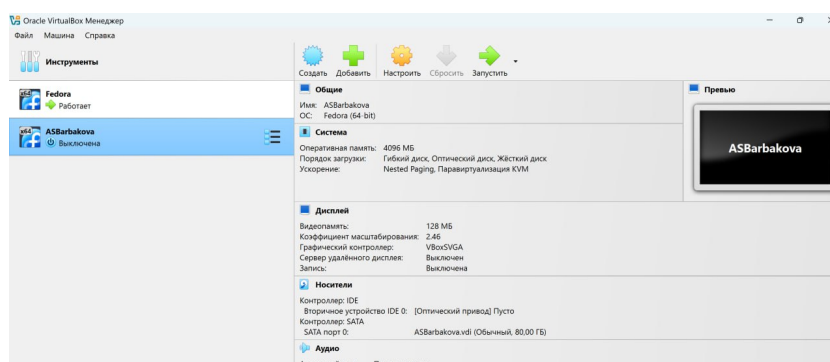 Oracle VirtualBox Менеджер
Файл Машина Справка
Инструменты
Создать Добавить Настроить Сбросить Запустить
x64 Fedora
Работает
x64 ASBarbakova
Выключена
Общие
Имя: ASBarbakova
ОС: Fedora (64-bit)
Превью
ASBarbakova
Система
Оперативная память: 4096 МБ
Порядок загрузки: Гибкий диск, Оптический диск, Жёсткий диск
Ускорение: Nested Paging, Паравиртуализация KVM
Дисплей
Видеопамять: 128 МБ
Коэффициент масштабирования: 2.46
Графический контроллер: VBoxSVGA
Сервер удалённого дисплея: Выключен
Запись: Выключена
Носители
Контроллер: IDE
Вторичное устройство IDE 0: [Оптический привод] Пусто
Контроллер: SATA
SATA порт 0: ASBarbakova.vdi (Обычный, 80,00 ГБ)
Аудио